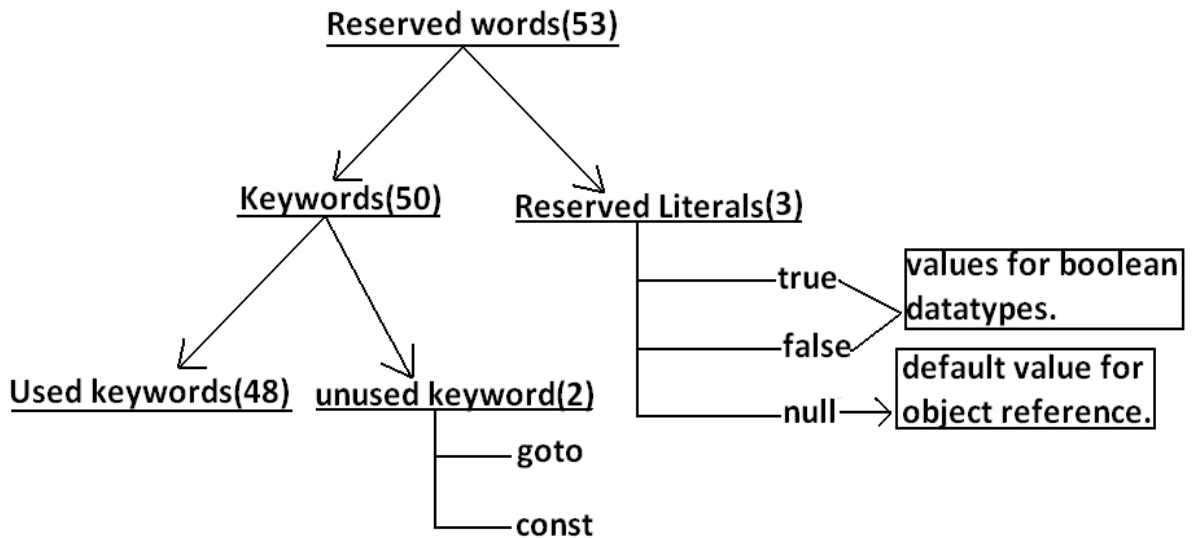 Reserved words(53)
Keywords(50)
Reserved Literals(3)
true
false
null
values for boolean
datatypes.
default value for
object reference.
Used keywords(48)
unused keyword(2)
goto
const